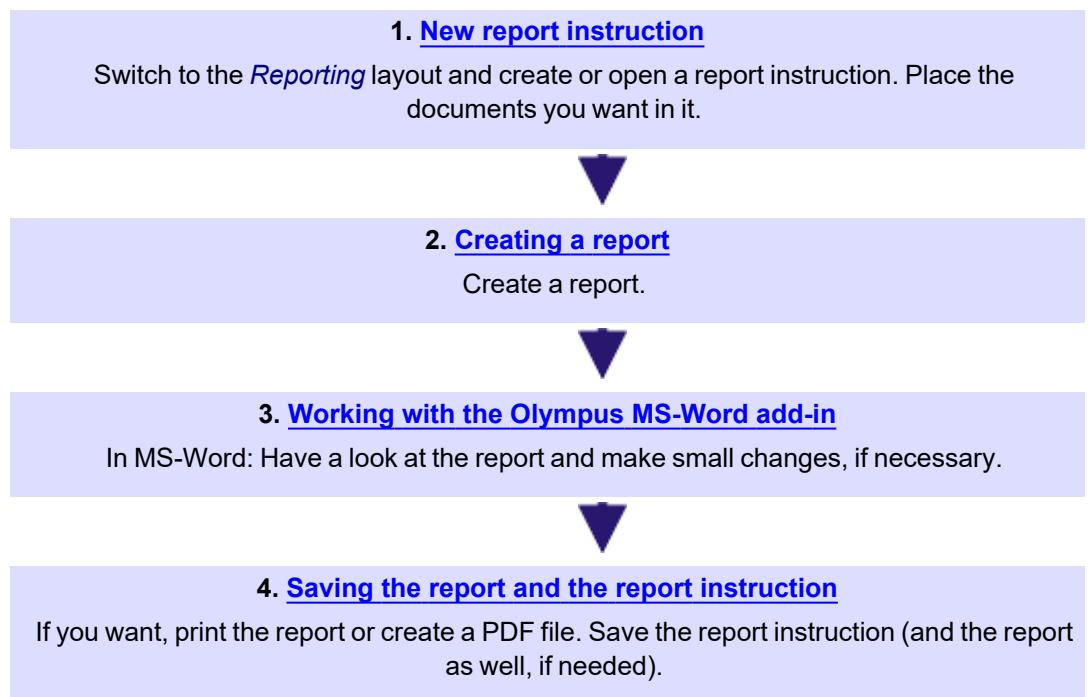 1. New report instruction
Switch to the Reporting layout and create or open a report instruction. Place the
documents you want in it.
2. Creating a report
Create a report.
3. Working with the Olympus MS-Word add-in
In MS-Word: Have a look at the report and make small changes, if necessary.
4. Saving the report and the report instruction
If you want, print the report or create a PDF file. Save the report instruction (and the report
as well, if needed).